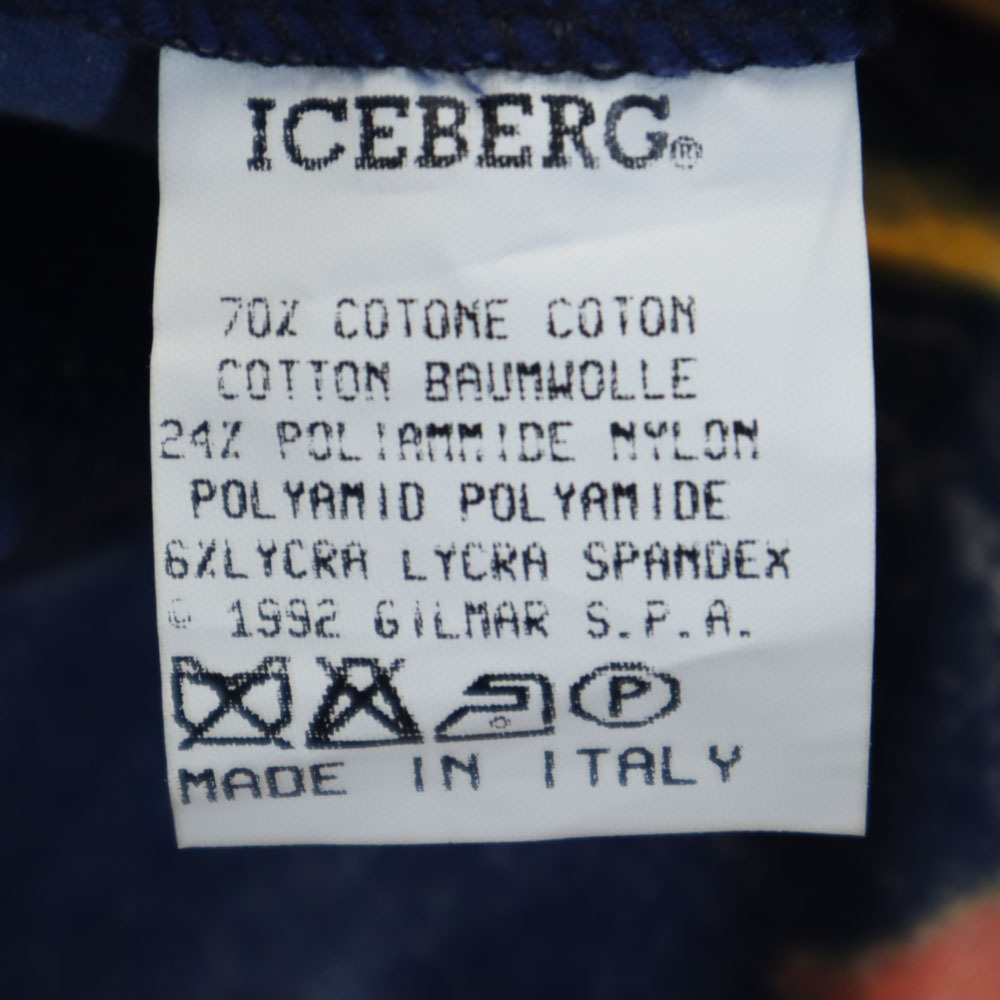 ICEBERG®
70% COTONE COTON
COTTON BAUMWOLLE
24% POLIAMMIDE NYLON
POLYAMID POLYAMIDE
6%LYCRA LYCRA SPANDEX
© 1992 GILMAR S.P.A.
P
MADE IN ITALY